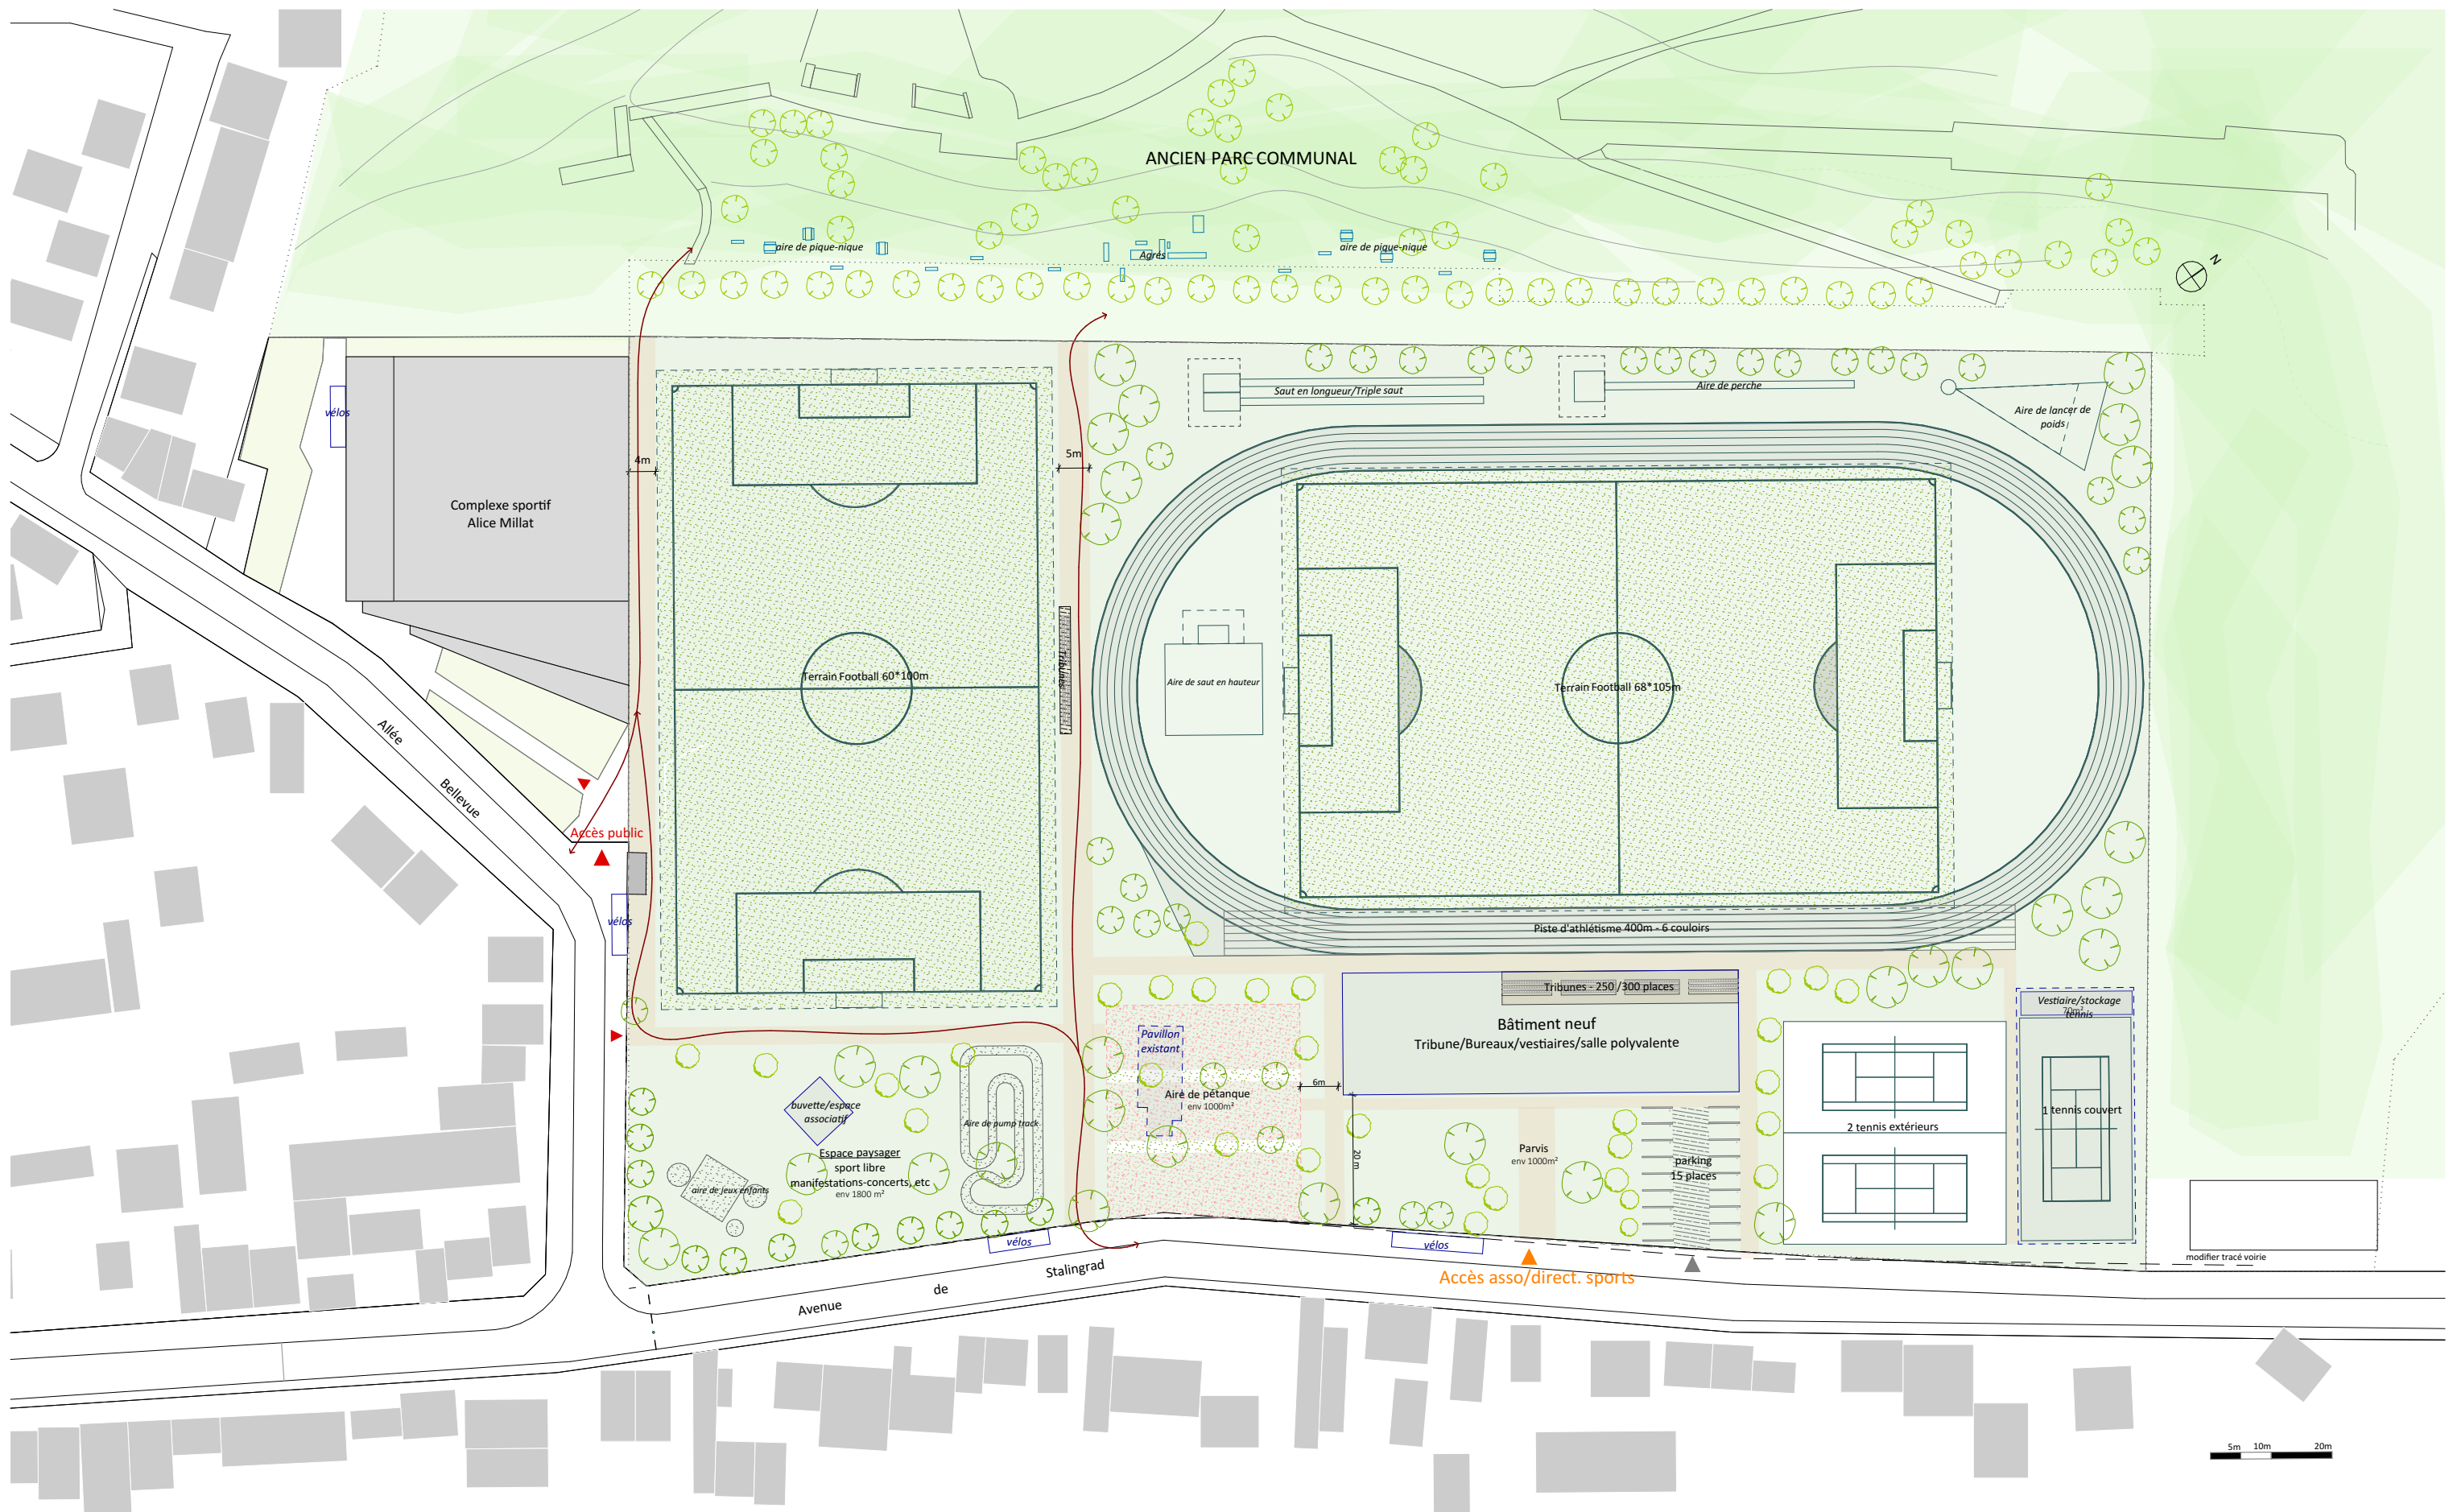 ANCIEN PARC COMMUNAL
aire de pique-nique
Agrès
aire de pique-nique
N
vélos
Saut en longueur/Triple saut
Aire de perche
Aire de lancer de
poids
4m
5m
Complexe sportif
Alice Millat
Tribunes
Terrain Football 60*100m
Aire de saut en hauteur
Terrain Football 68*105m
Allée
Bellevue
Accès public
vélos
Piste d'athlétisme 400m - 6 couloirs
Tribunes - 250 /300 places
Bâtiment neuf
Tribune/Bureaux/vestiaires/salle polyvalente
Vestiaire/stockage
70m²
tennis
Pavillon
existant
6m
Aire de pétanque
env 1000m²
buvette/espace
associatif
Aire de pump track
Espace paysager
sport libre
manifestations-concerts, etc
env 1800 m²
aire de jeux enfants
20 m
Parvis
env 1000m²
parking
15 places
2 tennis extérieurs
1 tennis couvert
vélos
vélos
Accès asso/direct. sports
modifier tracé voirie
Avenue
de
Stalingrad
5m
10m
20m